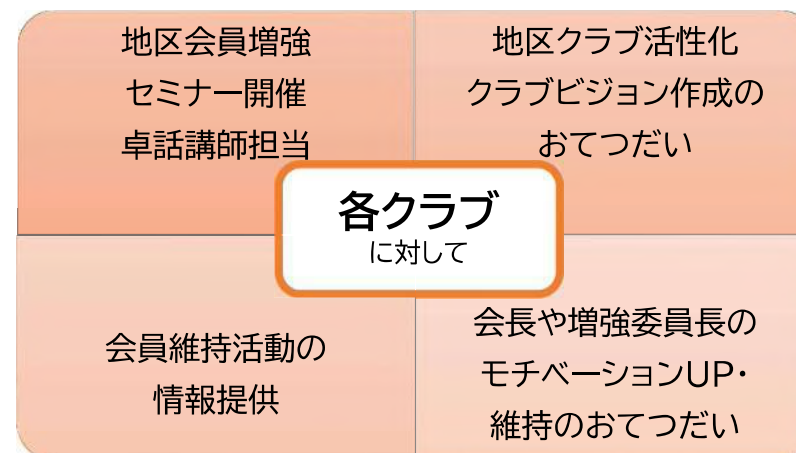 地区会員増強
セミナー開催
卓話講師担当
地区クラブ活性化
クラブビジョン作成の
おてつだい
各クラブ
に対して
会員維持活動の
情報提供
会長や増強委員長の
モチベーションUP・
維持のおてつだい